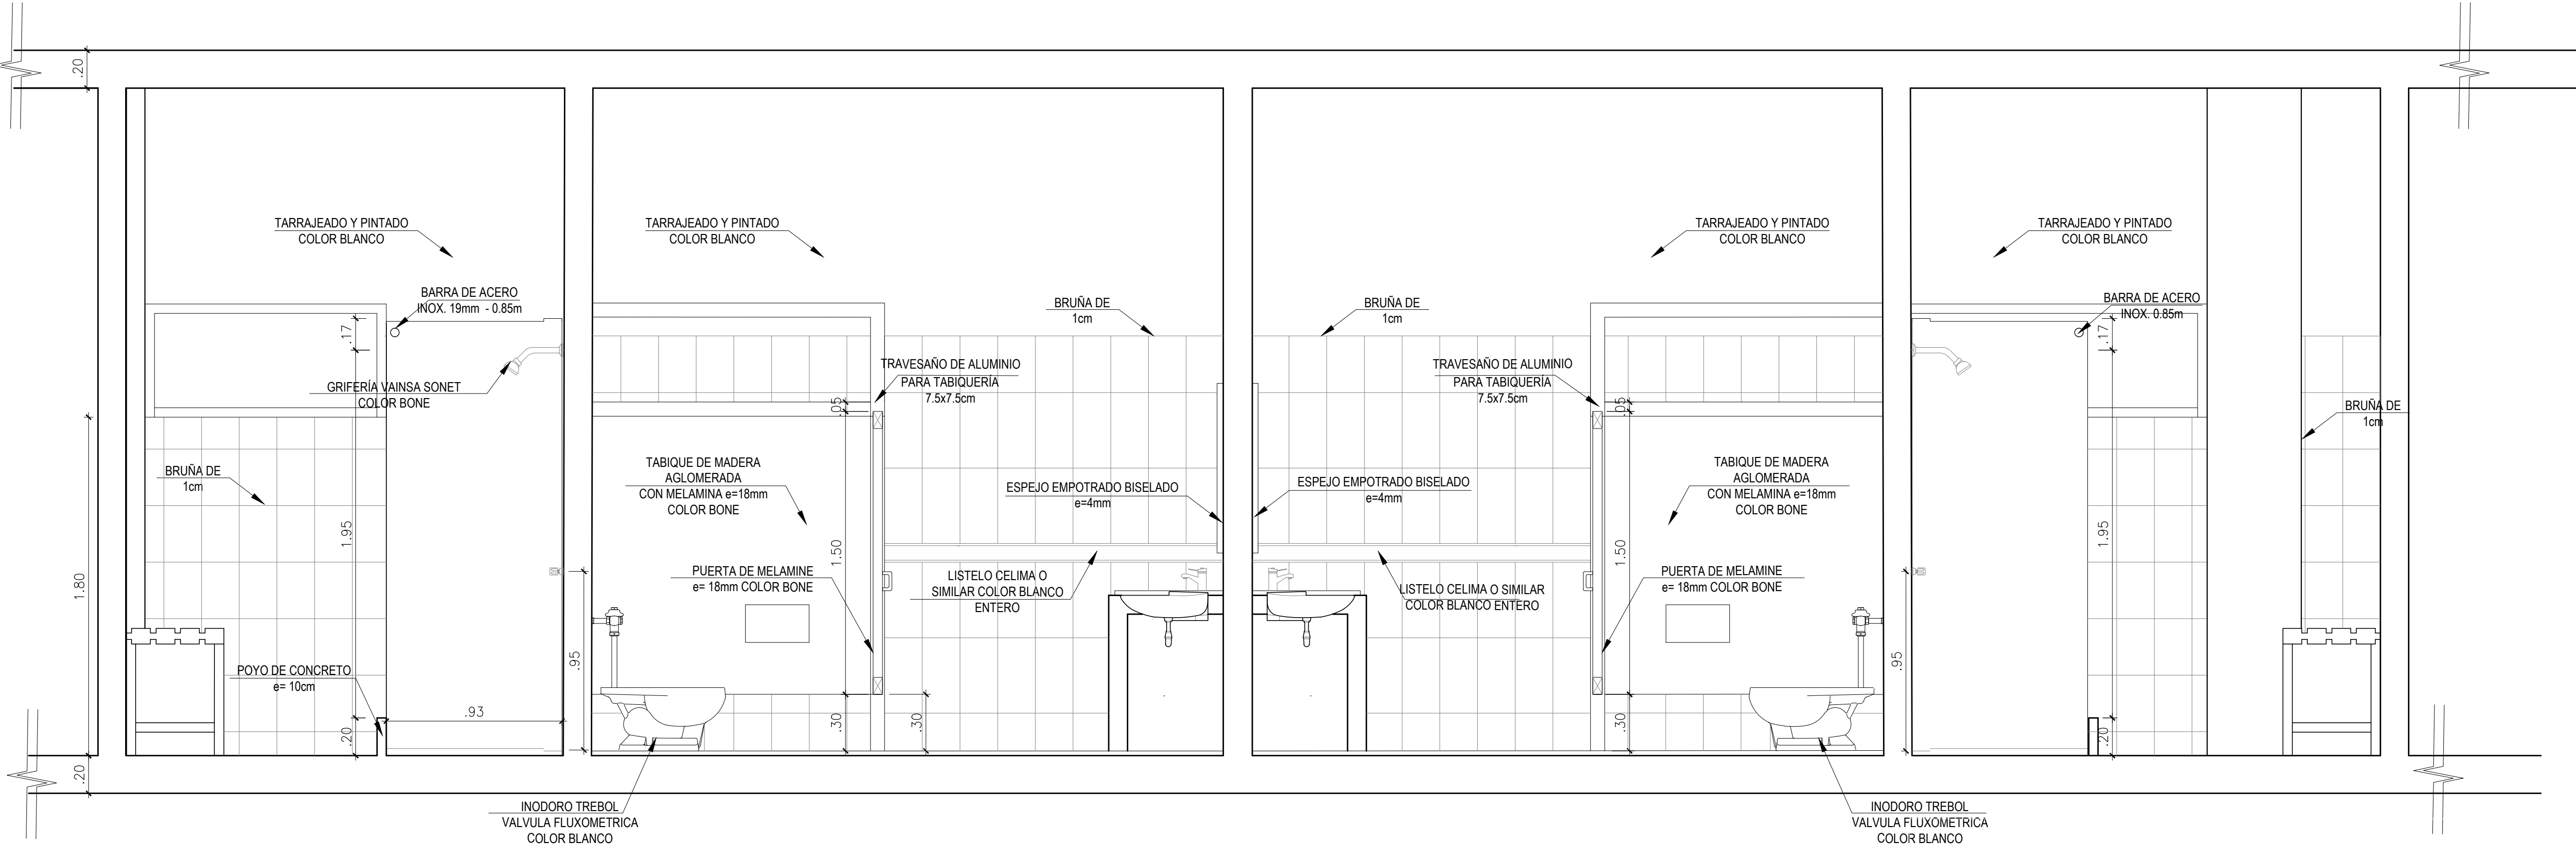 .20
TARRAJEADO Y PINTADO
COLOR BLANCO
TARRAJEADO Y PINTADO
COLOR BLANCO
TARRAJEADO Y PINTADO
COLOR BLANCO
TARRAJEADO Y PINTADO
COLOR BLANCO
BARRA DE ACERO
INOX. 19mm - 0.85m
.17
GRIFERÍA VAINSA SONET
COLOR BONE
BRUÑA DE
1cm
1.95
1.80
POYO DE CONCRETO
e= 10cm
.93
.20
.20
.95
BRUÑA DE
1cm
TRAVESAÑO DE ALUMINIO
PARA TABIQUERÍA
7.5x7.5cm
.05
TABIQUE DE MADERA
AGLOMERADA
CON MELAMINA e=18mm
COLOR BONE
ESPEJO EMPOTRADO BISELADO
e=4mm
1.50
PUERTA DE MELAMINE
e= 18mm COLOR BONE
LISTELO CELIMA O
SIMILAR COLOR BLANCO
ENTERO
.30
.30
INODORO TREBOL
VALVULA FLUXOMETRICA
COLOR BLANCO
BRUÑA DE
1cm
TRAVESAÑO DE ALUMINIO
PARA TABIQUERÍA
7.5x7.5cm
.05
ESPEJO EMPOTRADO BISELADO
e=4mm
TABIQUE DE MADERA
AGLOMERADA
CON MELAMINA e=18mm
COLOR BONE
1.50
LISTELO CELIMA O SIMILAR
COLOR BLANCO ENTERO
PUERTA DE MELAMINE
e= 18mm COLOR BONE
.30
INODORO TREBOL
VALVULA FLUXOMETRICA
COLOR BLANCO
.95
BARRA DE ACERO
INOX. 0.85m
.17
BRUÑA DE
1cm
1.95
.20